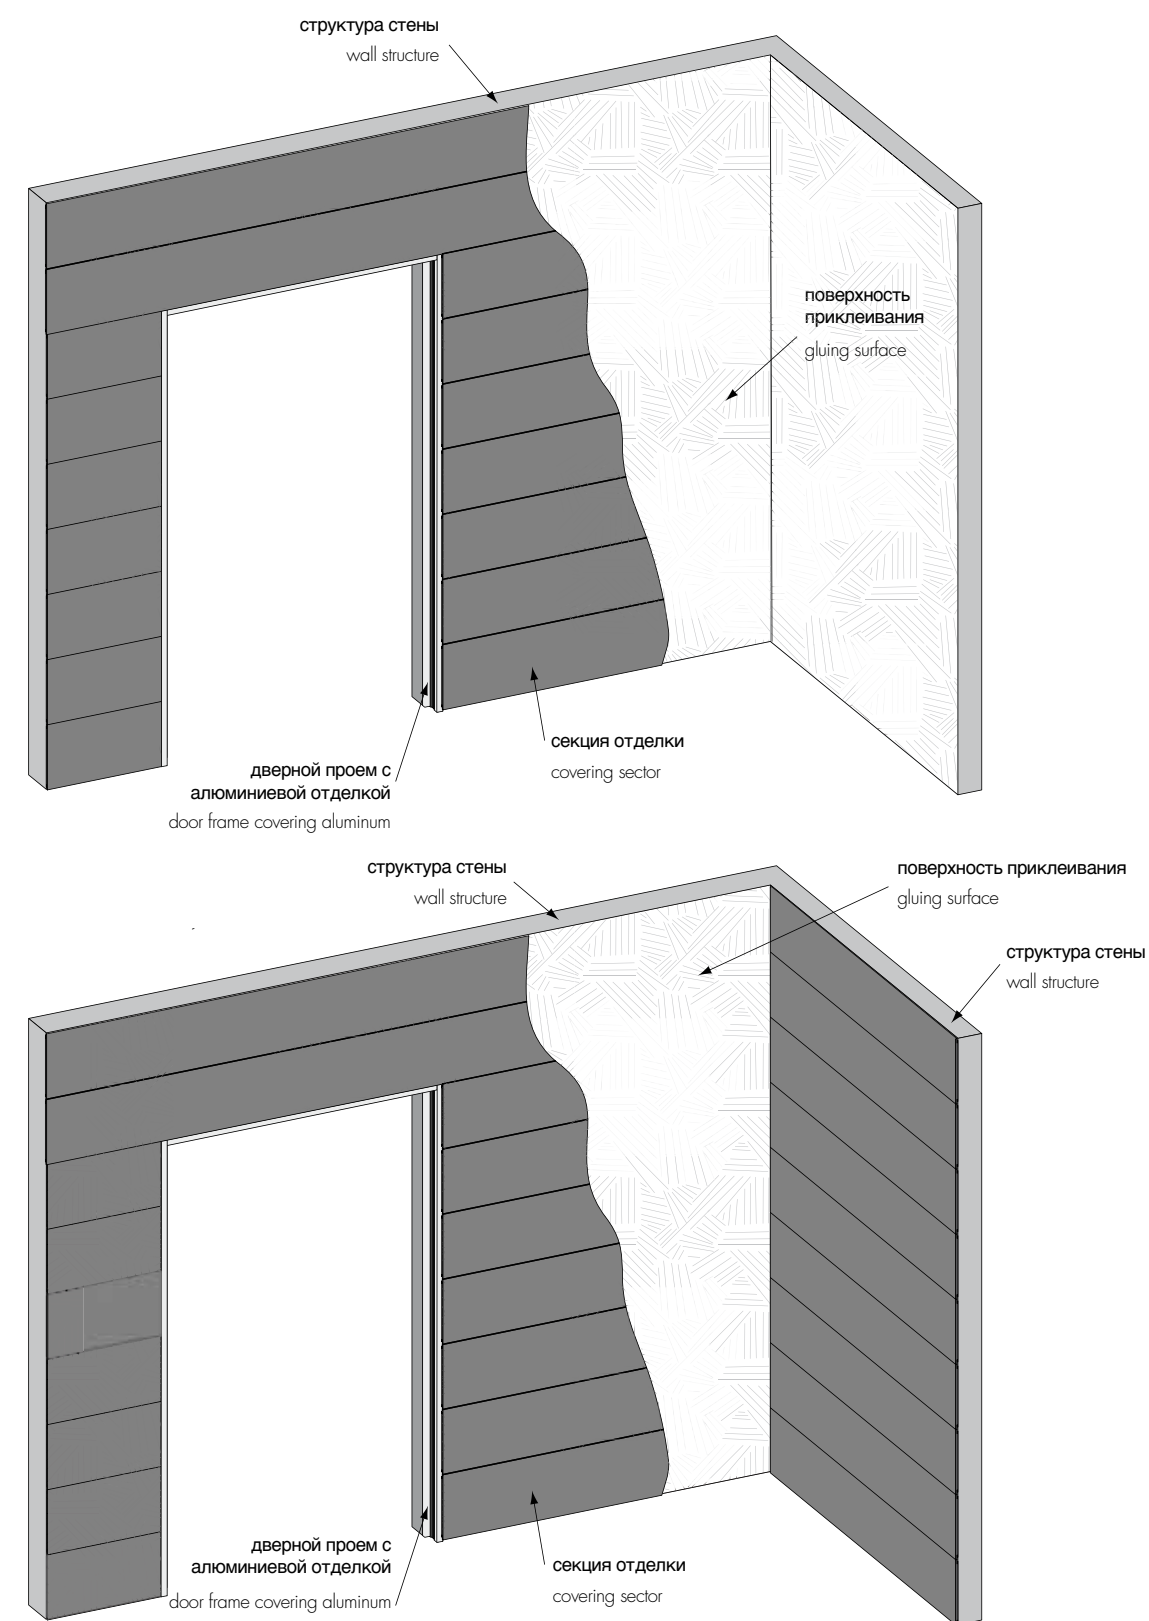 структура стены
wall structure
поверхность
приклеивания
gluing surface
секция отделки
covering sector
дверной проем с
алюминиевой отделкой
door frame covering aluminum
структура стены
wall structure
поверхность приклеивания
gluing surface
структура стены
wall structure
дверной проем с
алюминиевой отделкой
door frame covering aluminum
секция отделки
covering sector